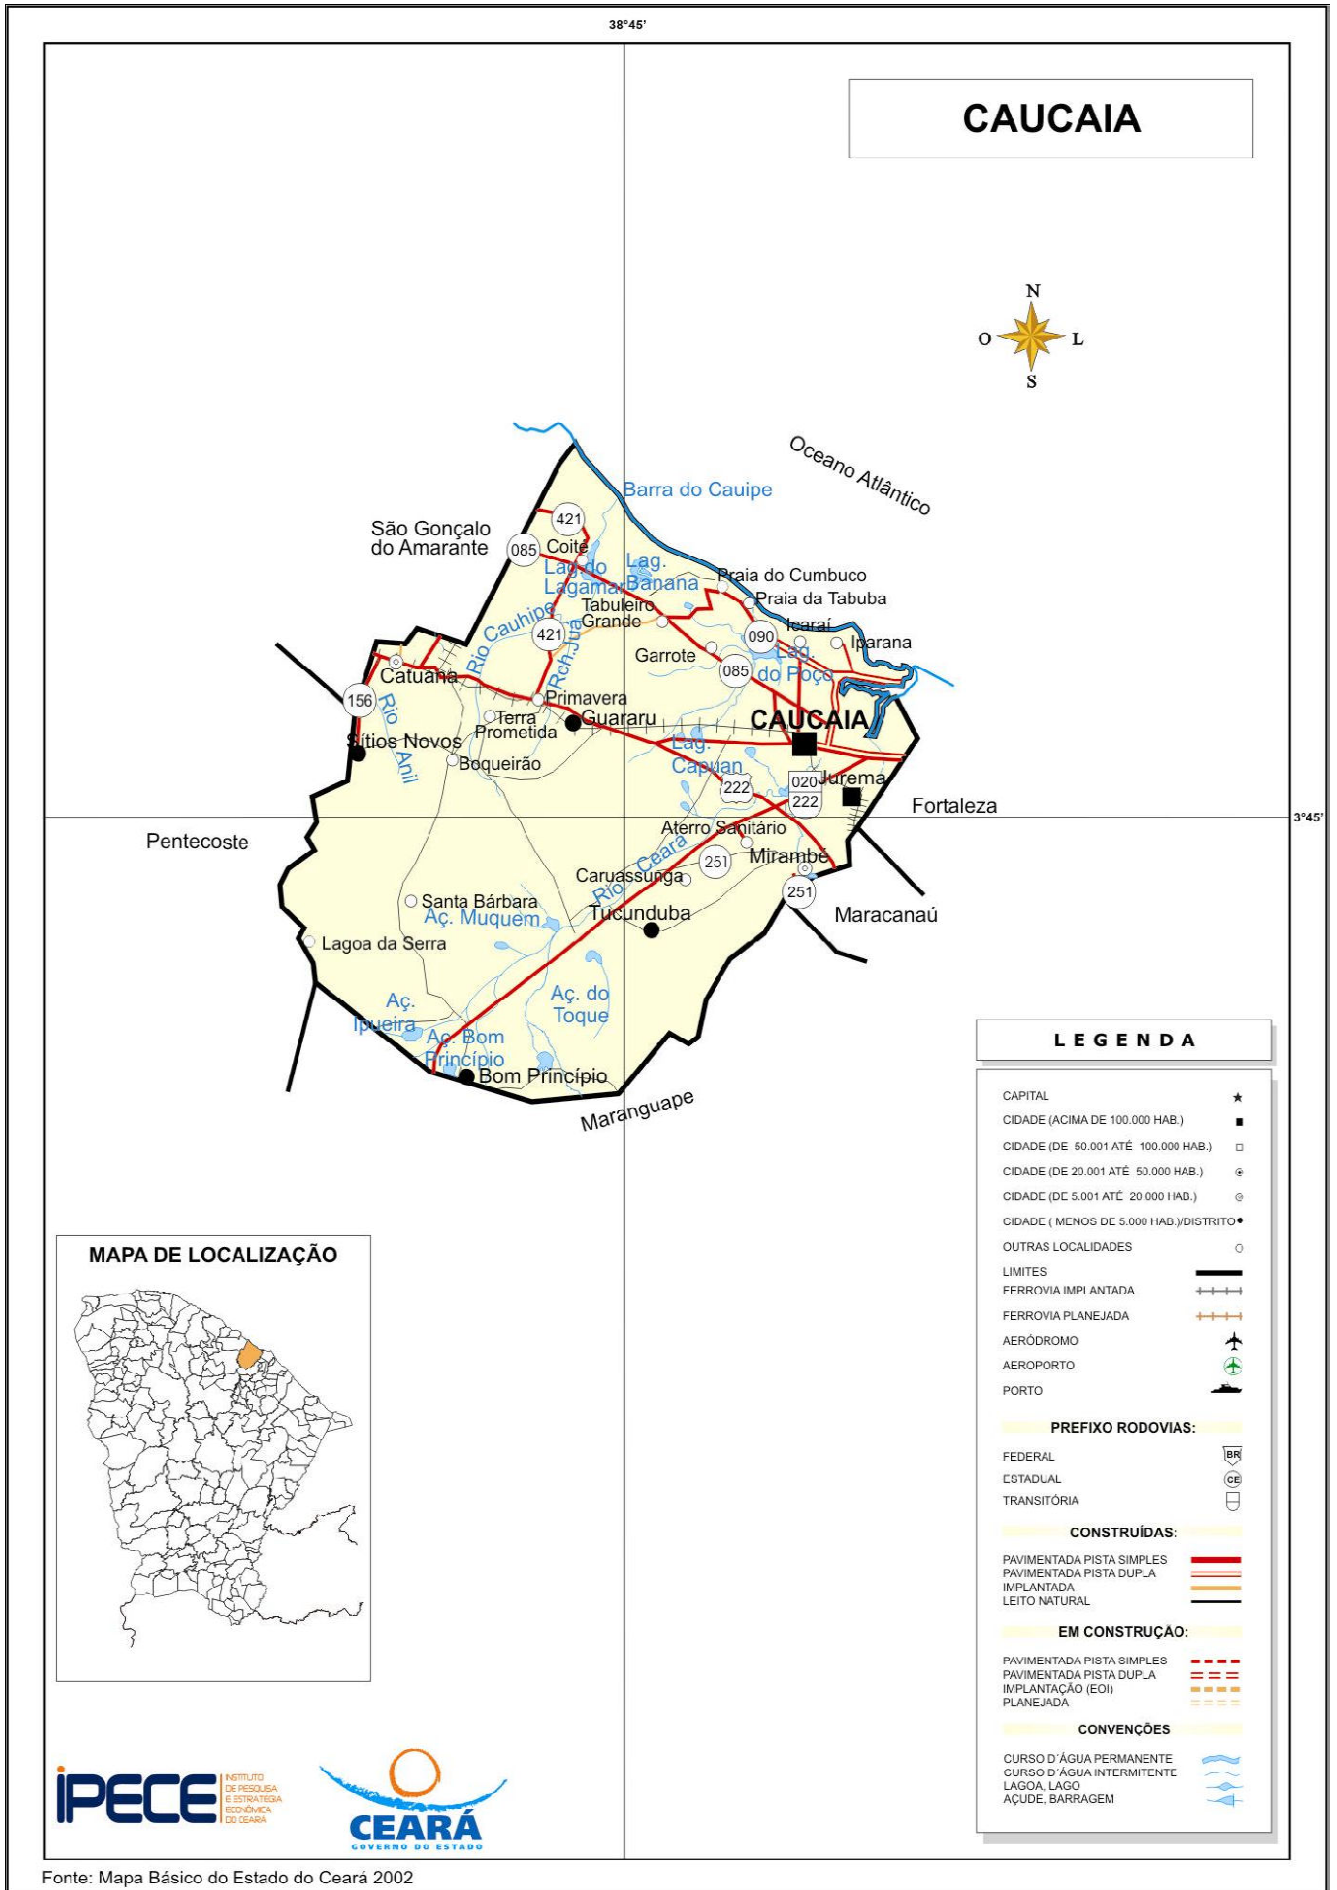 38°45'
CAUCAIA
N
O
L
S
Oceano Atlântico
Barra do Cauipe
São Gonçalo
do Amarante
421
085
Coité
Lag. do
Lagamar
Lag.
Banana
Praia do Cumbuco
Praia da Tabuba
Tabuleiro
Grande
Rio Cauhipe
421
Rch.Jua
090
Icaraí
Iparana
Garrote
Lag.
do Poço
085
Catuana
156
Rio Anil
Primavera
Terra
Prometida
Guararu
CAUCAIA
Sítios Novos
Boqueirão
Lag.
Capuan
222
020
222
Jurema
Fortaleza
3°45'
Pentecoste
Aterro Sanitário
Rio Ceará
251
Mirambé
Caruassunga
251
Santa Bárbara
Aç. Muquem
Tucunduba
Maracanaú
Lagoa da Serra
Aç.
Ipueira
Aç. do
Toque
Aç. Bom
Princípio
Bom Princípio
Maranguape
LEGENDA
CAPITAL
CIDADE (ACIMA DE 100.000 HAB.)
CIDADE (DE 50.001 ATÉ 100.000 HAB.)
CIDADE (DE 20.001 ATÉ 50.000 HAB.)
CIDADE (DE 5.001 ATÉ 20 000 HAB.)
CIDADE ( MENOS DE 5.000 HAB.)/DISTRITO
OUTRAS LOCALIDADES
LIMITES
FERROVIA IMPLANTADA
FERROVIA PLANEJADA
AERÓDROMO
AEROPORTO
PORTO
PREFIXO RODOVIAS:
FEDERAL BR
ESTADUAL CE
TRANSITÓRIA
CONSTRUÍDAS:
PAVIMENTADA PISTA SIMPLES
PAVIMENTADA PISTA DUPLA
IMPLANTADA
LEITO NATURAL
EM CONSTRUÇÃO:
PAVIMENTADA PISTA SIMPLES
PAVIMENTADA PISTA DUPLA
IMPLANTAÇÃO (EOI)
PLANEJADA
CONVENÇÕES
CURSO D´ÁGUA PERMANENTE
CURSO D´ÁGUA INTERMITENTE
LAGOA, LAGO
AÇUDE, BARRAGEM
MAPA DE LOCALIZAÇÃO
IPECE
INSTITUTO
DE PESQUISA
E ESTRATÉGIA
ECONÔMICA
DO CEARÁ
CEARÁ
GOVERNO DO ESTADO
Fonte: Mapa Básico do Estado do Ceará 2002